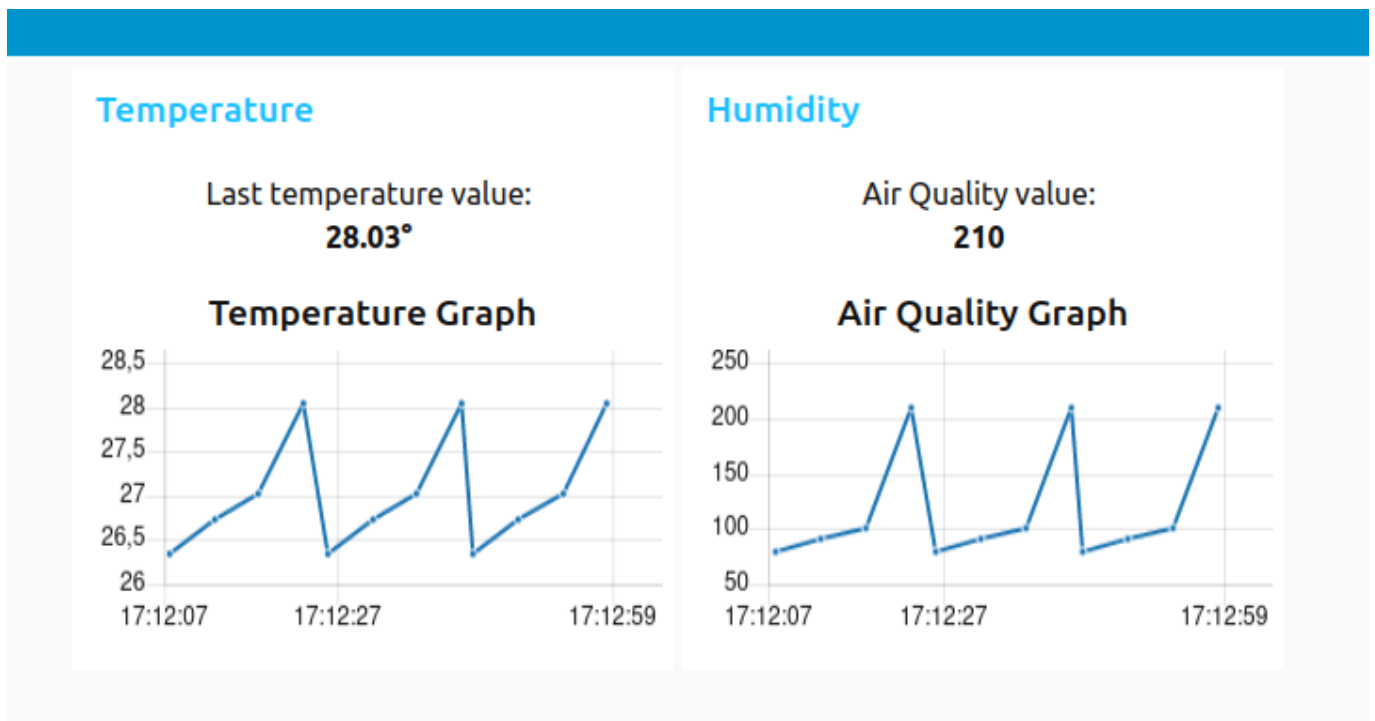 Temperature
Last temperature value:
28.03°
Temperature Graph
28,5
28
27,5
27
26,5
26
17:12:07 17:12:27 17:12:59
Humidity
Air Quality value:
210
Air Quality Graph
250
200
150
100
50
17:12:07 17:12:27 17:12:59